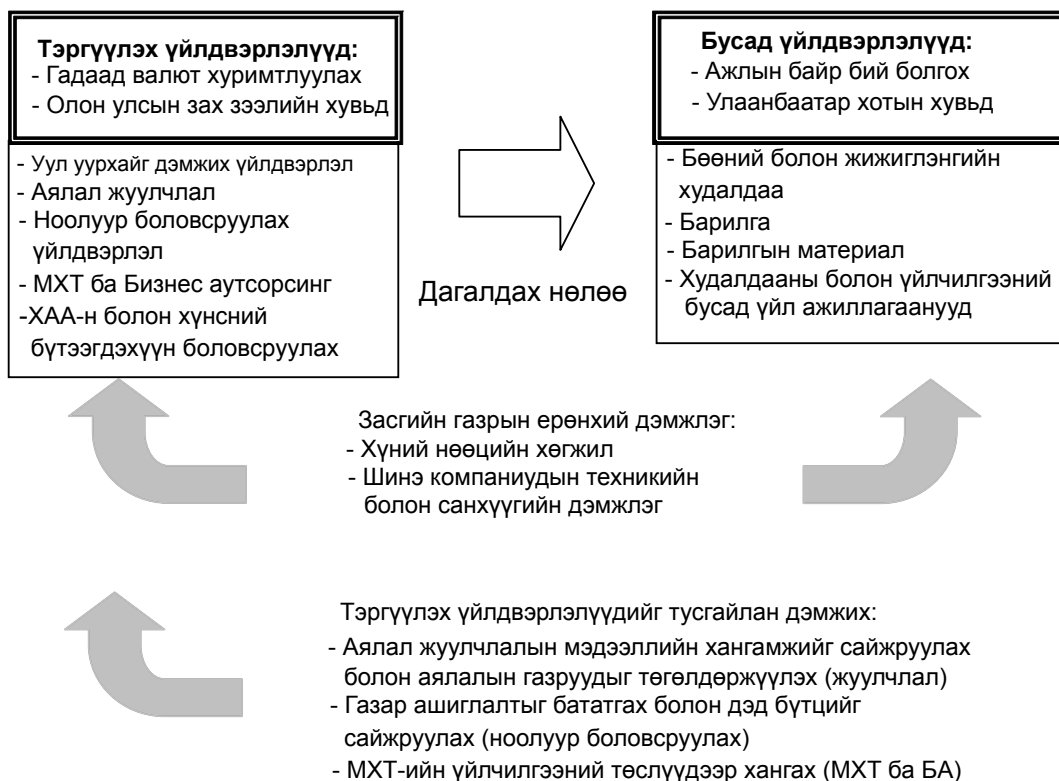 Тэргүүлэх үйлдвэрлэлүүд:
- Гадаад валют хуримтлуулах
- Олон улсын зах зээлийн хувьд
- Уул уурхайг дэмжих үйлдвэрлэл
- Аялал жуулчлал
- Ноолуур боловсруулах
үйлдвэрлэл
- МХТ ба Бизнес аутсорсинг
-ХАА-н болон хүнсний
бүтээгдэхүүн боловсруулах
Дагалдах нөлөө
Бусад үйлдвэрлэлүүд:
- Ажлын байр бий болгох
- Улаанбаатар хотын хувьд
- Бөөний болон жижиглэнгийн
худалдаа
- Барилга
- Барилгын материал
- Худалдааны болон үйлчилгээний
бусад үйл ажиллагаанууд
Засгийн газрын ерөнхий дэмжлэг:
- Хүний нөөцийн хөгжил
- Шинэ компаниудын техникийн
болон санхүүгийн дэмжлэг
Тэргүүлэх үйлдвэрлэлүүдийг тусгайлан дэмжих:
- Аялал жуулчлалын мэдээллийн хангамжийг сайжруулах
болон аялалын газруудыг төгөлдөржүүлэх (жуулчлал)
- Газар ашиглалтыг бататгах болон дэд бүтцийг
сайжруулах (ноолуур боловсруулах)
- МХТ-ийн үйлчилгээний төслүүдээр хангах (МХТ ба БА)